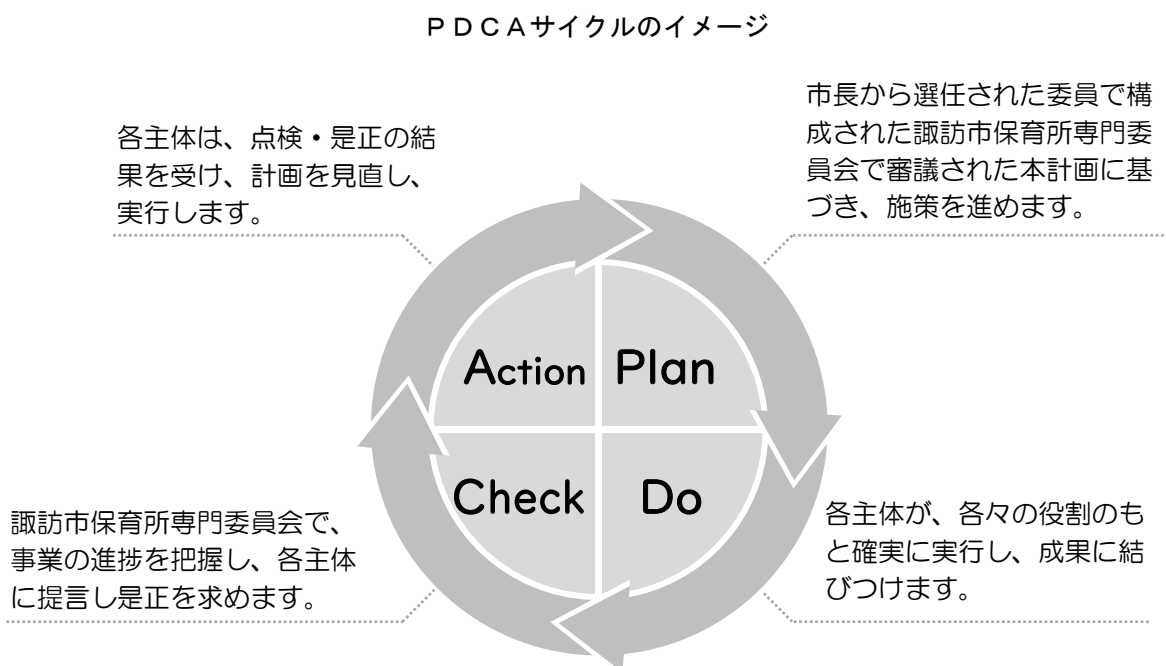 ＰＤＣＡサイクルのイメージ
市長から選任された委員で構
成された諏訪市保育所専門委
員会で審議された本計画に基
づき、施策を進めます。
各主体は、点検・是正の結
果を受け、計画を見直し、
実行します。
Action
Plan
Check
Do
各主体が、各々の役割のも
と確実に実行し、成果に結
びつけます。
諏訪市保育所専門委員会で、
事業の進捗を把握し、各主体
に提言し是正を求めます。